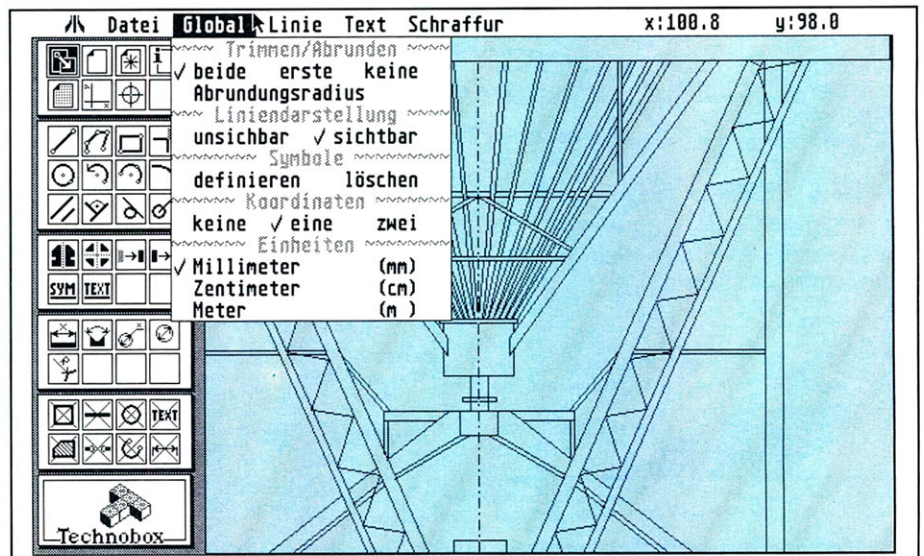 Datei Global Linie Text Schraffur x:100.8 y:98.0
Trimmen/Abrunden
✓ beide erste keine
Abrundungsradius
Liniendarstellung
unsichbar ✓ sichtbar
Symbole
definieren löschen
Koordinaten
keine ✓ eine zwei
Einheiten
✓ Millimeter (mm)
Zentimeter (cm)
Meter (m )
SYM TEXT
TEXT
Technobox